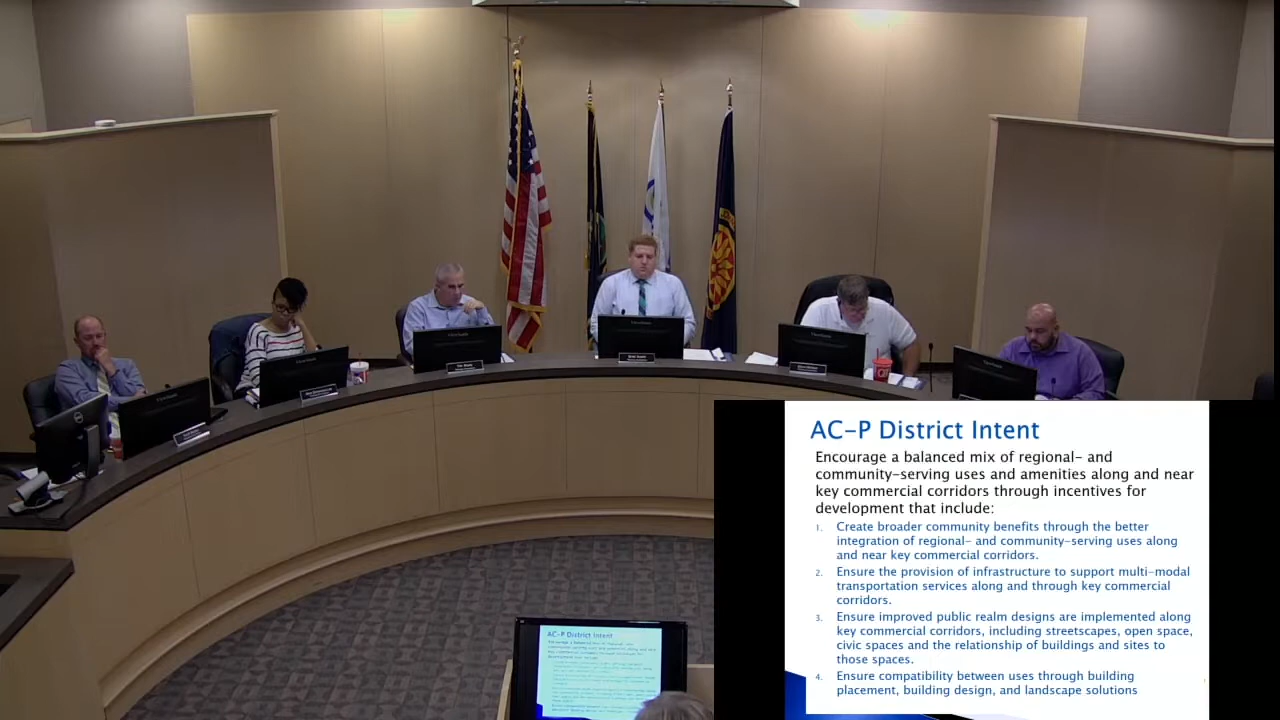 AC-P District Intent
Encourage a balanced mix of regional- and
community-serving uses and amenities along and near
key commercial corridors through incentives for
development that include:
1. Create broader community benefits through the better
integration of regional- and community-serving uses along
and near key commercial corridors.
2. Ensure the provision of infrastructure to support multi-modal
transportation services along and through key commercial
corridors.
3. Ensure improved public realm designs are implemented along
key commercial corridors, including streetscapes, open space,
civic spaces and the relationship of buildings and sites to
those spaces.
4. Ensure compatibility between uses through building
placement, building design, and landscape solutions
AC-P District Intent